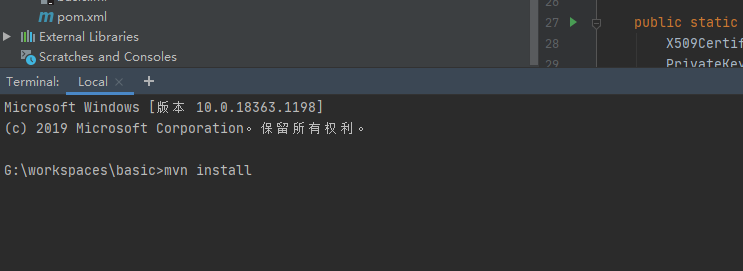 pom.xml
External Libraries
Scratches and Consoles
26
27 public static
28 X509Certif
29 PrivateKey
Terminal: Local × +
Microsoft Windows [版本 10.0.18363.1198]
(c) 2019 Microsoft Corporation。保留所有权利。
G:\workspaces\basic>mvn install